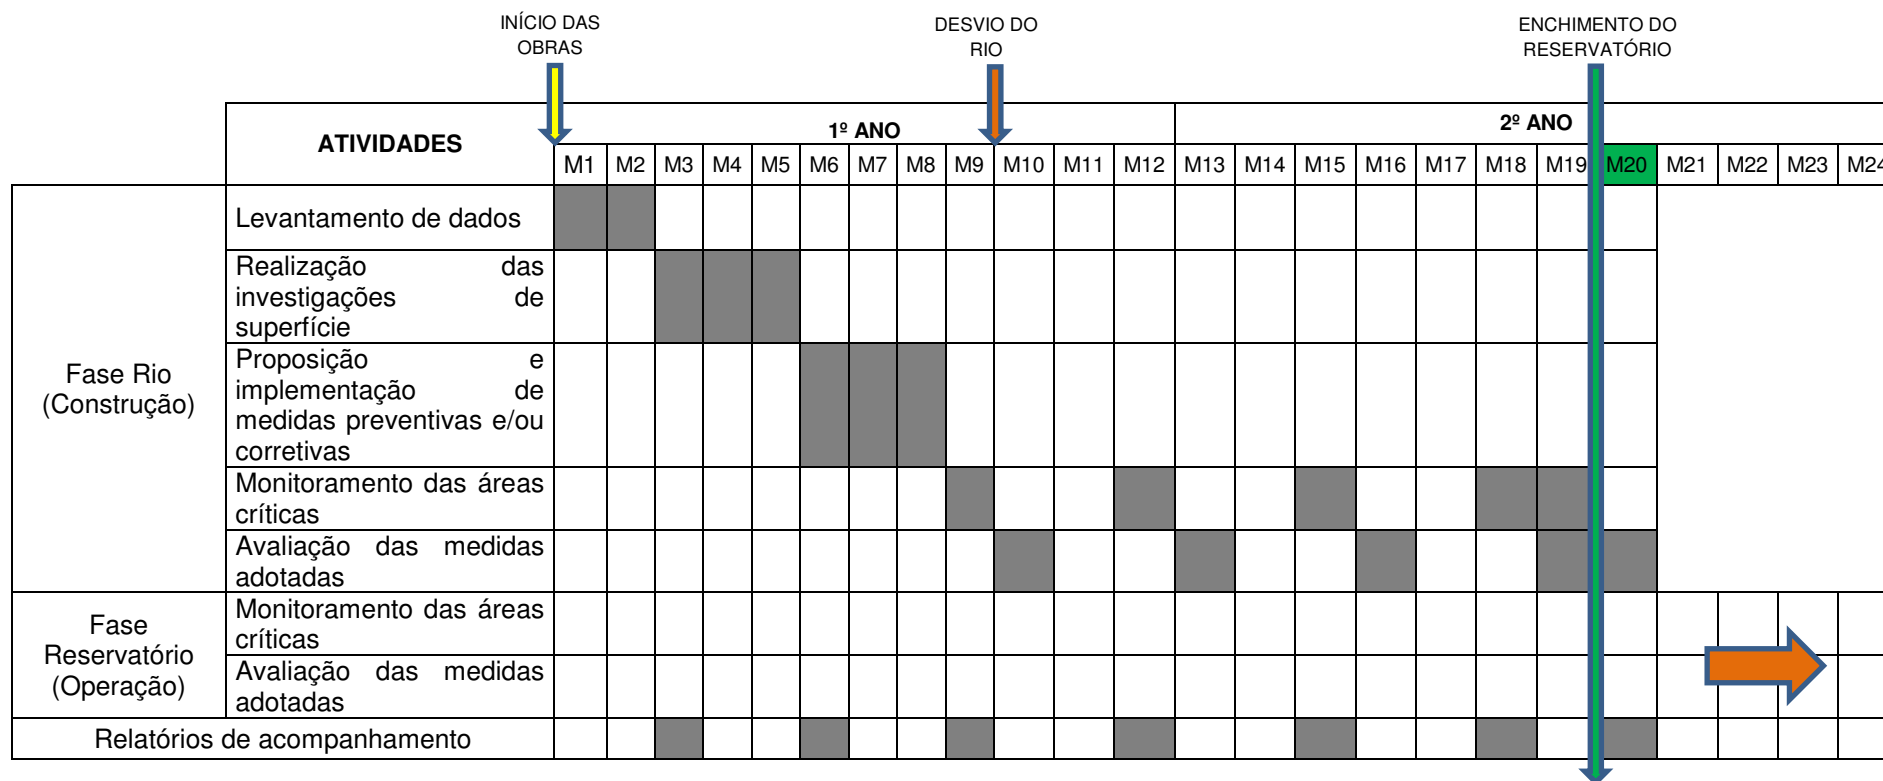 INÍCIO DAS
OBRAS
DESVIO DO
RIO
ENCHIMENTO DO
RESERVATÓRIO
ATIVIDADES
1º ANO
2º ANO
M1 M2 M3 M4 M5 M6 M7 M8 M9 M10 M11 M12 M13 M14 M15 M16 M17 M18 M19 M20 M21 M22 M23 M24
Fase Rio
(Construção)
Levantamento de dados
Realização das
investigações de
superfície
Proposição e
implementação de
medidas preventivas e/ou
corretivas
Monitoramento das áreas
críticas
Avaliação das medidas
adotadas
Fase
Reservatório
(Operação)
Monitoramento das áreas
críticas
Avaliação das medidas
adotadas
Relatórios de acompanhamento